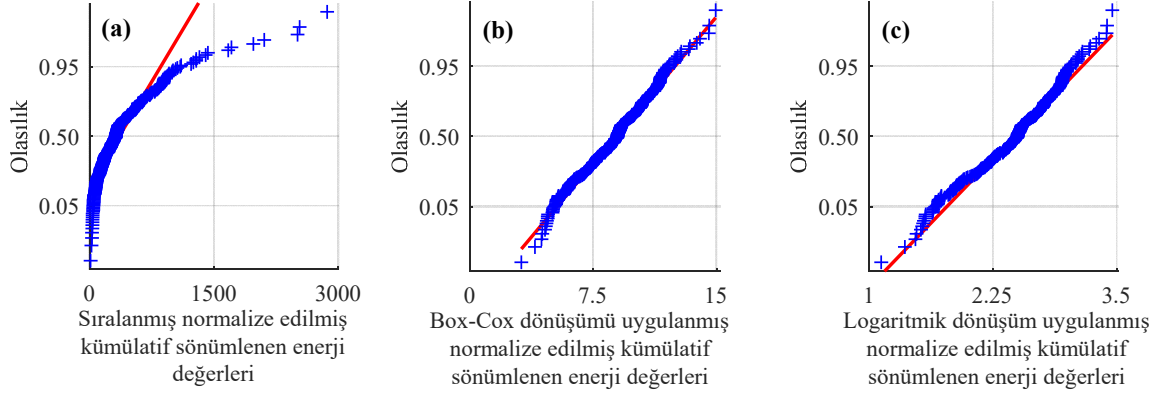 (a)
Olasılık
0.95
0.50
0.05
0
1500
3000
Sıralanmış normalize edilmiş
kümülatif sönümlenen enerji
değerleri
(b)
Olasılık
0.95
0.50
0.05
0
7.5
15
Box-Cox dönüşümü uygulanmış
normalize edilmiş kümülatif
sönümlenen enerji değerleri
(c)
Olasılık
0.95
0.50
0.05
1
2.25
3.5
Logaritmik dönüşüm uygulanmış
normalize edilmiş kümülatif
sönümlenen enerji değerleri